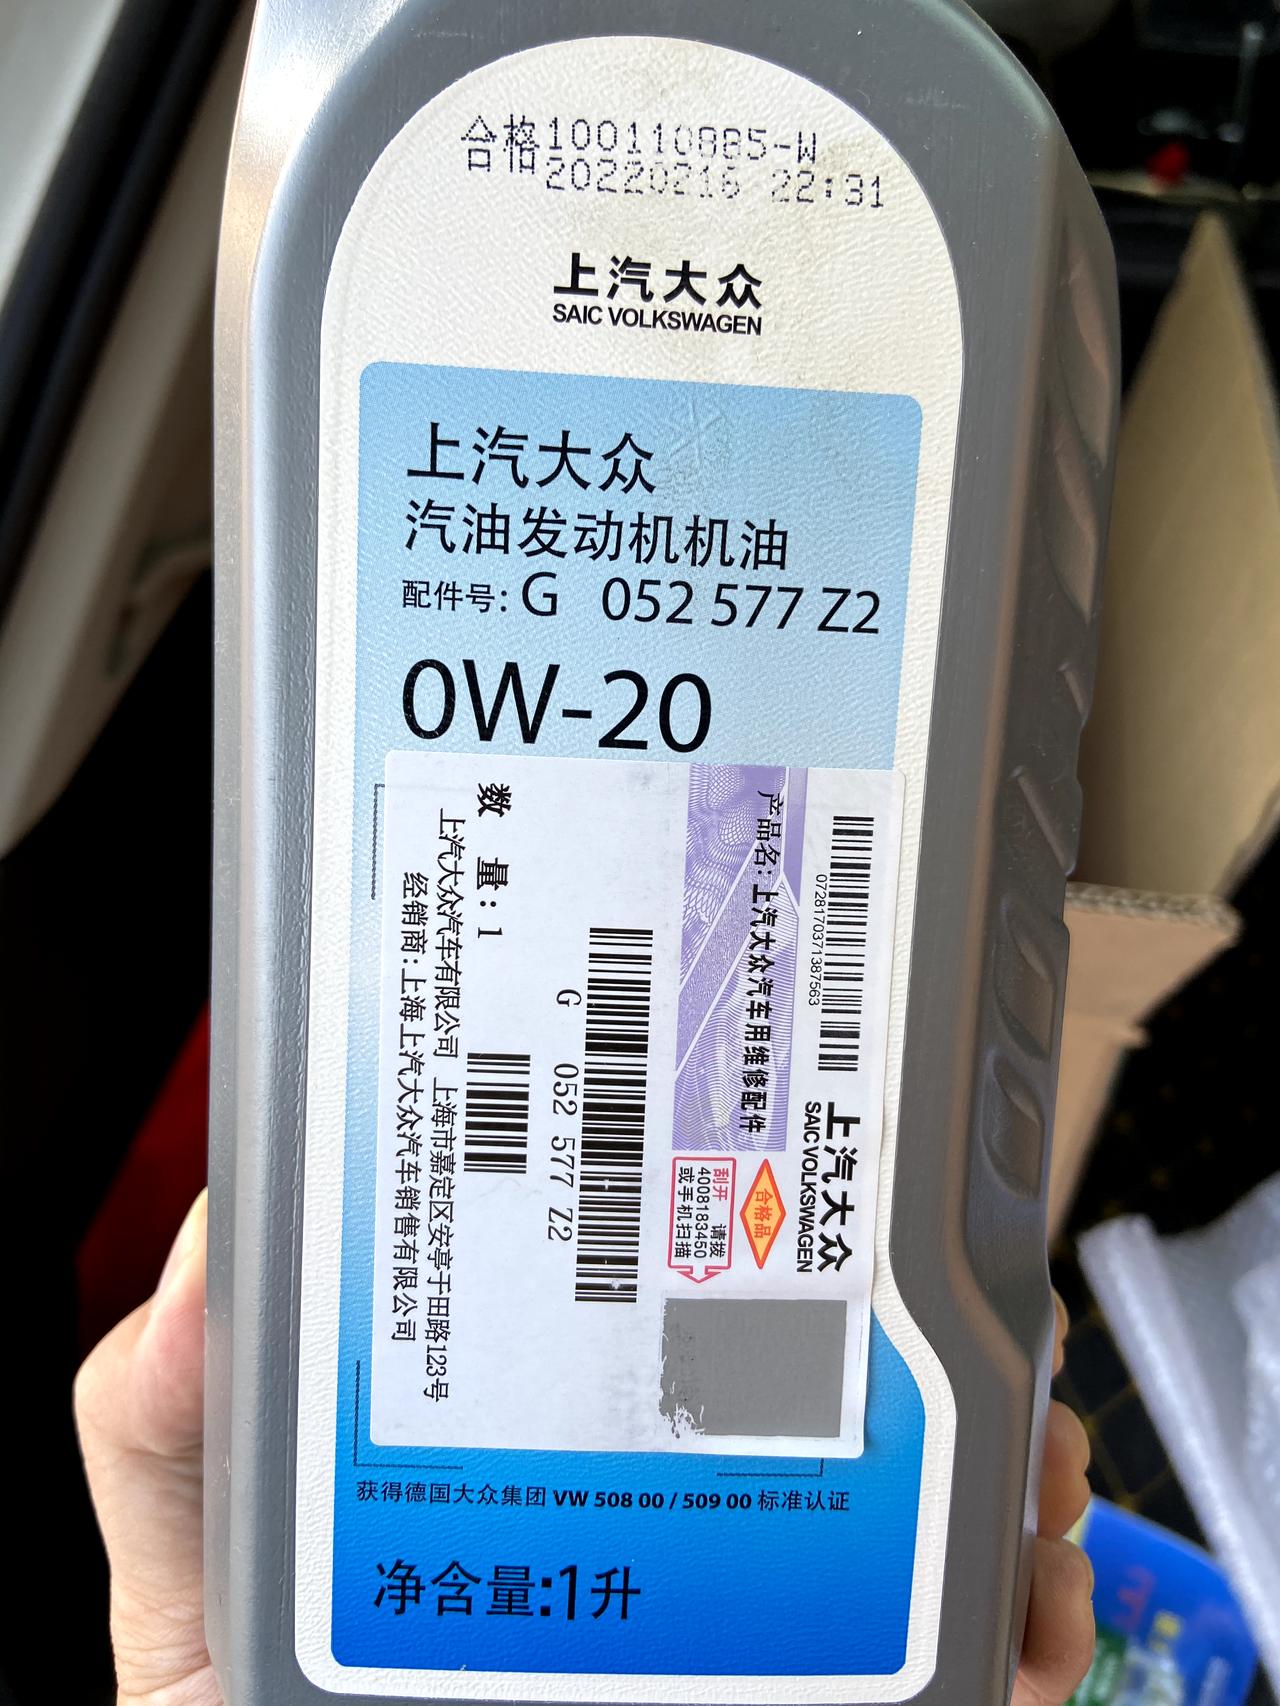 合格100110885-W
20220216 22:31
上汽大众
SAIC VOLKSWAGEN
上汽大众
汽油发动机机油
配件号: G 052 577 Z2
0W-20
072817037138​7563
上汽大众
SAIC VOLKSWAGEN
产品名:上汽大众汽车用维修配件
合格品
刮开 请拨
4008183450
或手机扫描
G 052 577 Z2
数 量: 1
上汽大众汽车有限公司 上海市嘉定区安亭于田路123号
经销商:上海上汽大众汽车销售有限公司
获得德国大众集团 VW 508 00 / 509 00 标准认证
净含量:1升